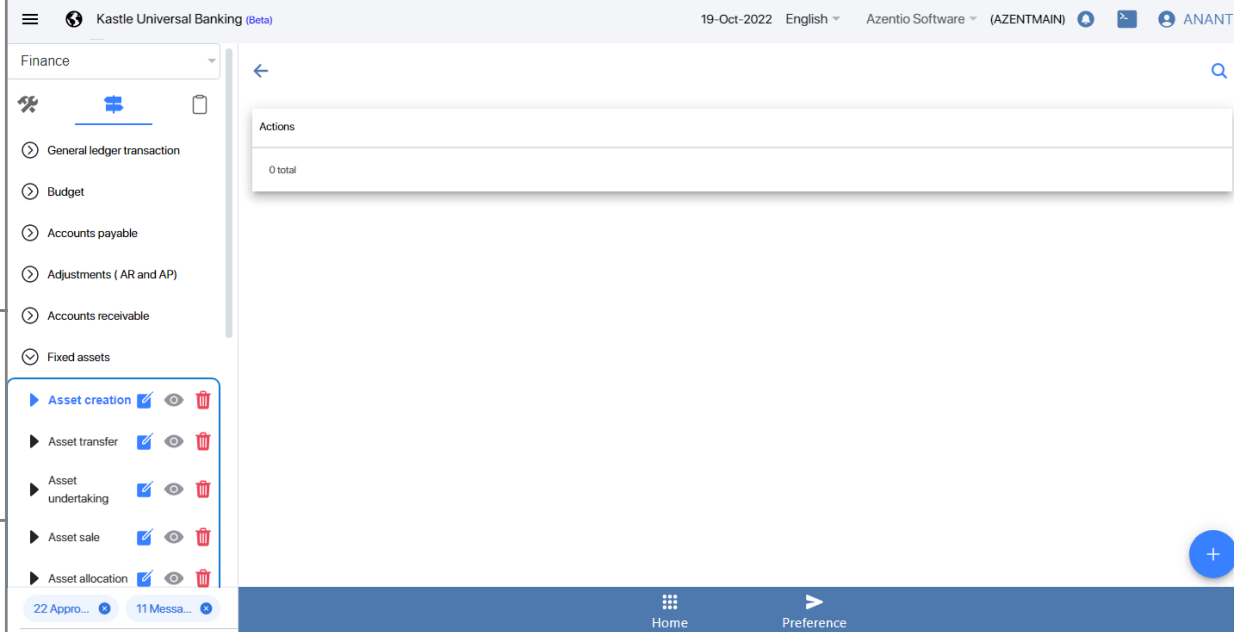 Kastle Universal Banking (Beta)
19-Oct-2022 English Azentio Software (AZENTMAIN) ANANT
Finance
General ledger transaction
Budget
Accounts payable
Adjustments ( AR and AP)
Accounts receivable
Fixed assets
Asset creation
Asset transfer
Asset
undertaking
Asset sale
Asset allocation
22 Appro...
11 Messa...
Actions
0 total
Home
Preference